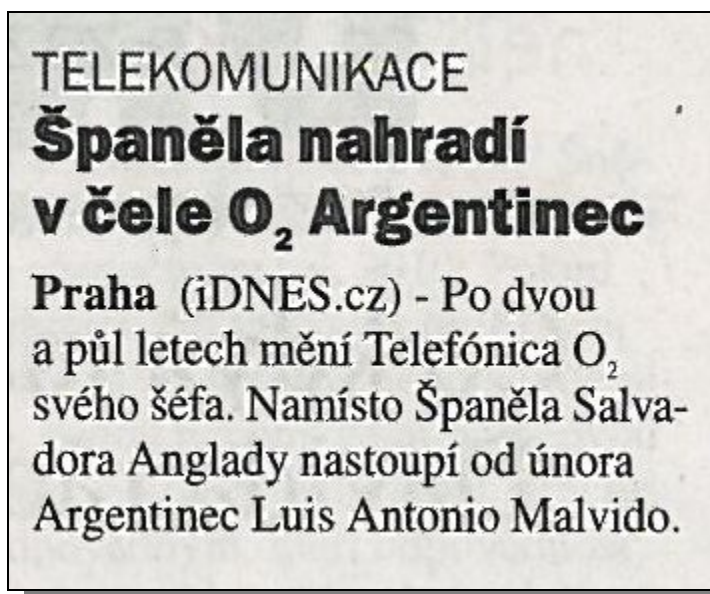 TELEKOMUNIKACE
Španěla nahradí
v čele O₂ Argentinec
Praha (iDNES.cz) - Po dvou
a půl letech mění Telefónica O₂
svého šéfa. Namísto Španěla Salva-
dora Anglady nastoupí od února
Argentinec Luis Antonio Malvido.